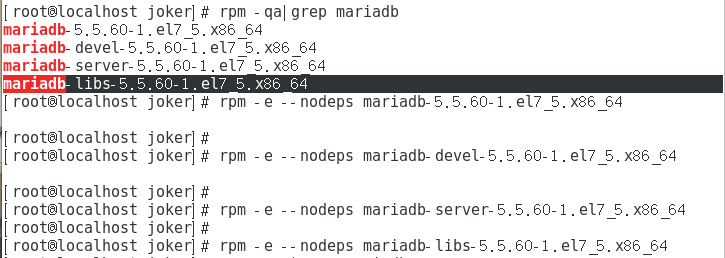 [root@localhost joker]# rpm -qa|grep mariadb
mariadb-5.5.60-1.el7_5.x86_64
mariadb-devel-5.5.60-1.el7_5.x86_64
mariadb-server-5.5.60-1.el7_5.x86_64
mariadb-libs-5.5.60-1.el7_5.x86_64
[root@localhost joker]# rpm -e --nodeps mariadb-5.5.60-1.el7_5.x86_64
[root@localhost joker]#
[root@localhost joker]# rpm -e --nodeps mariadb-devel-5.5.60-1.el7_5.x86_64
[root@localhost joker]#
[root@localhost joker]# rpm -e --nodeps mariadb-server-5.5.60-1.el7_5.x86_64
[root@localhost joker]#
[root@localhost joker]# rpm -e --nodeps mariadb-libs-5.5.60-1.el7_5.x86_64